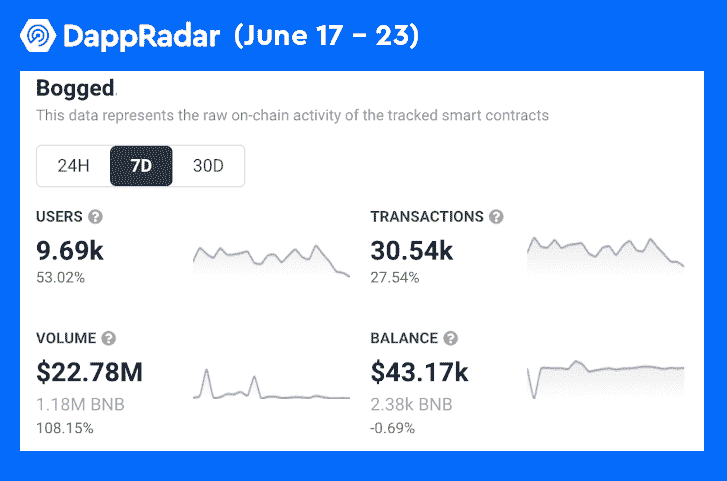 DappRadar (June 17 - 23)
Bogged.
This data represents the raw on-chain activity of the tracked smart contracts
24H 7D 30D
USERS ?
9.69k
53.02%
TRANSACTIONS ?
30.54k
27.54%
VOLUME ?
$22.78M
1.18M BNB
108.15%
BALANCE ?
$43.17k
2.38k BNB
-0.69%